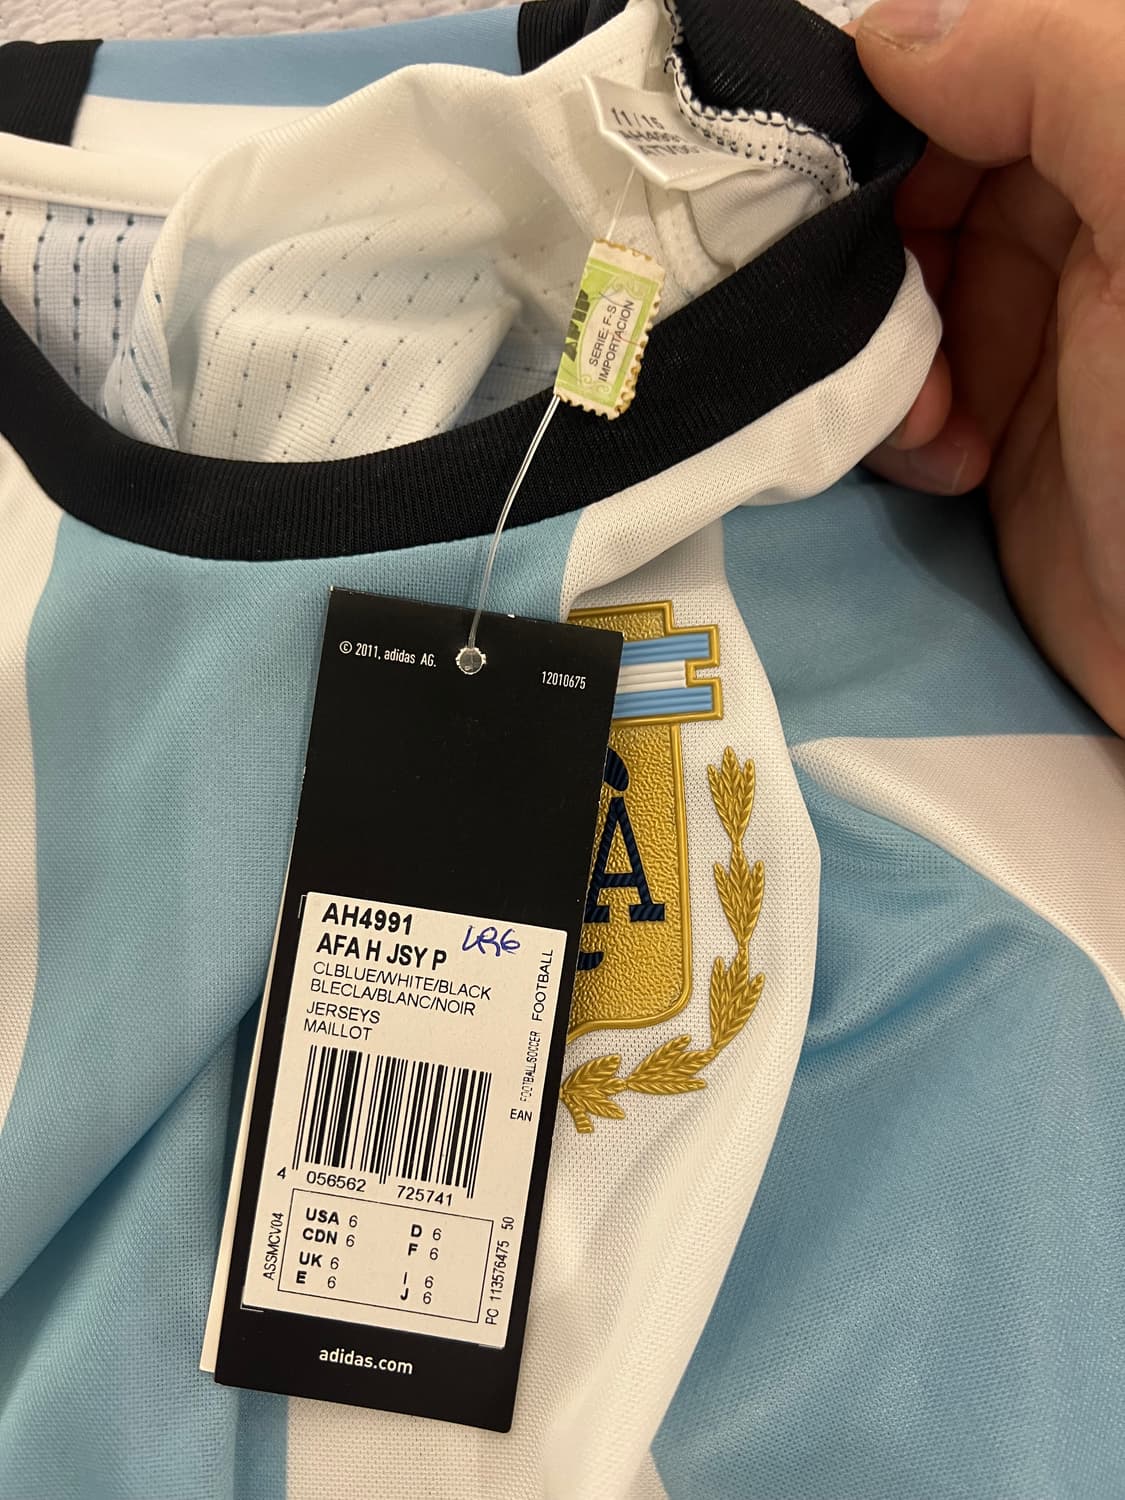 11/15
AH4991
SERIE: F-S
IMPORTACION
© 2011, adidas AG.
12010675
A
AH4991
AFA H JSY P
CLBLUE/WHITE/BLACK
BLECLA/BLANC/NOIR
JERSEYS
MAILLOT
FOOTBALL/SOCCER FOOTBALL
EAN
4 056562 725741
ASSMCV04
USA 6 D 6
CDN 6 F 6
UK 6 I 6
E 6 J 6
PC 113576475 50
adidas.com